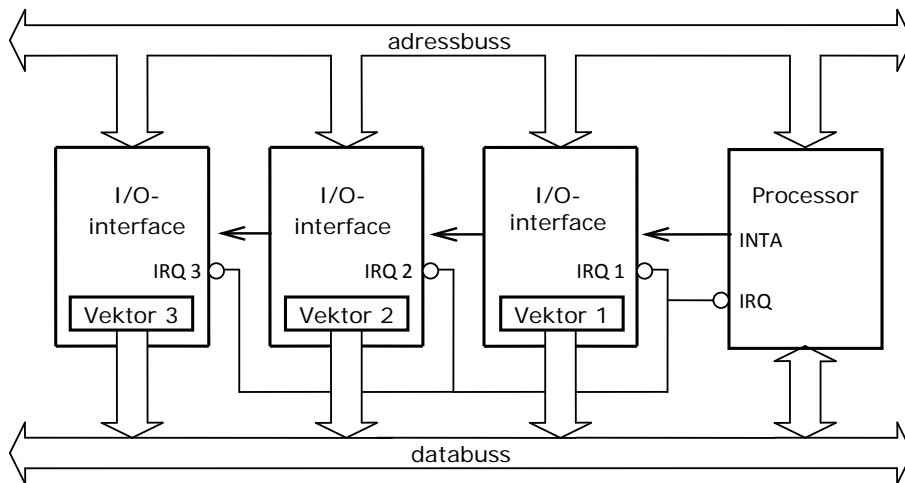 adressbuss
I/O-
interface
IRQ 3
Vektor 3
I/O-
interface
IRQ 2
Vektor 2
I/O-
interface
IRQ 1
Vektor 1
Processor
INTA
IRQ
databuss